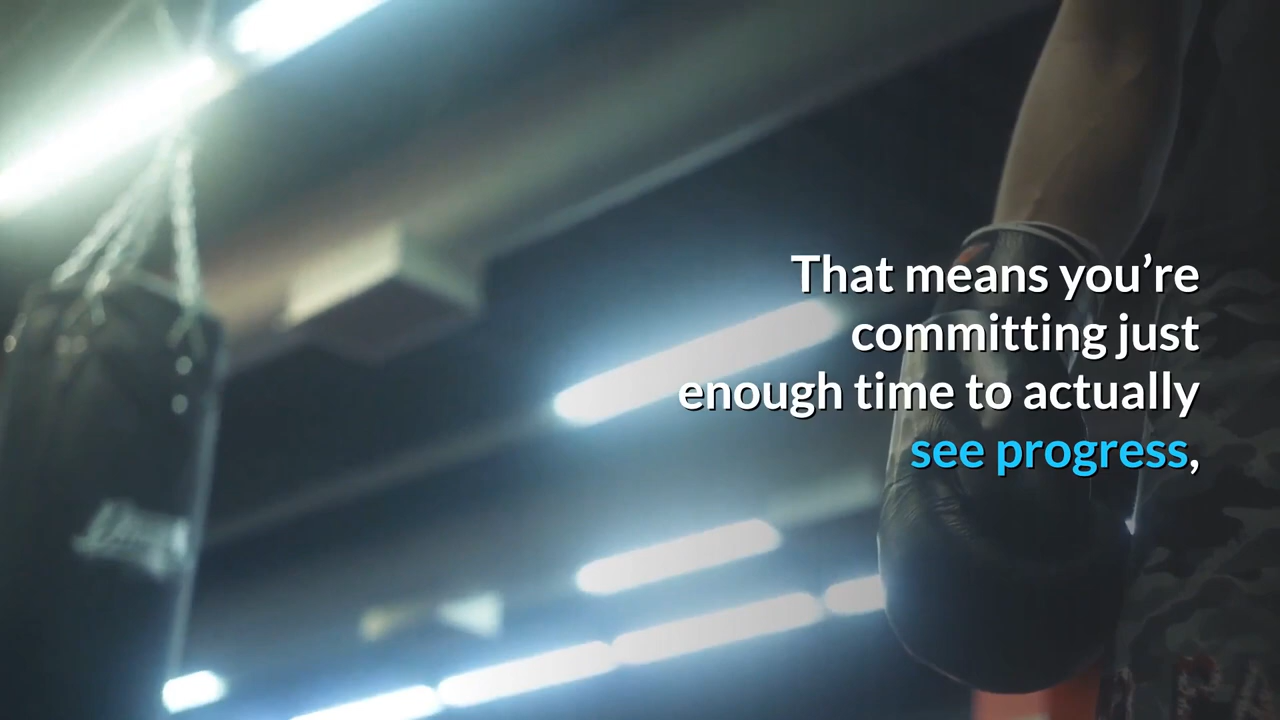 That means you’re
committing just
enough time to actually
see progress,